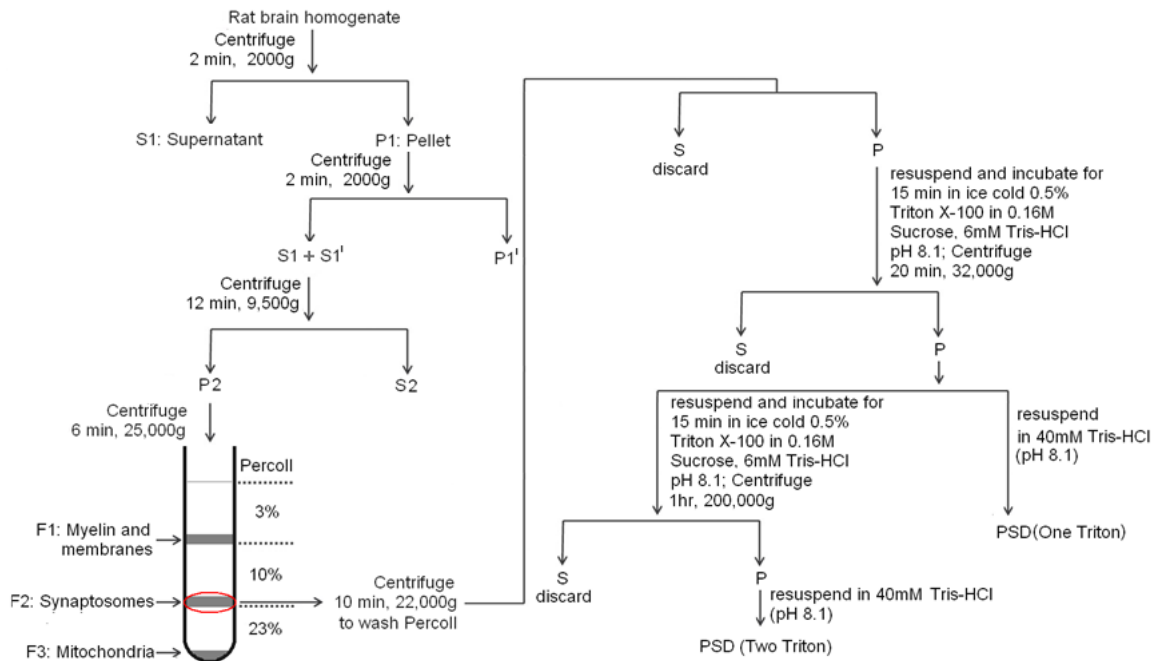 Rat brain homogenate
Centrifuge
2 min, 2000g
S1: Supernatant
P1: Pellet
Centrifuge
2 min, 2000g
S1 + S1'
P1'
Centrifuge
12 min, 9,500g
P2
S2
Centrifuge
6 min, 25,000g
Percoll
3%
F1: Myelin and
membranes
10%
F2: Synaptosomes
23%
F3: Mitochondria
Centrifuge
10 min, 22,000g
to wash Percoll
S
discard
P
resuspend and incubate for
15 min in ice cold 0.5%
Triton X-100 in 0.16M
Sucrose, 6mM Tris-HCl
pH 8.1; Centrifuge
20 min, 32,000g
S
discard
P
resuspend and incubate for
15 min in ice cold 0.5%
Triton X-100 in 0.16M
Sucrose, 6mM Tris-HCl
pH 8.1; Centrifuge
1hr, 200,000g
resuspend
in 40mM Tris-HCl
(pH 8.1)
PSD(One Triton)
S
discard
P
resuspend in 40mM Tris-HCl
(pH 8.1)
PSD (Two Triton)